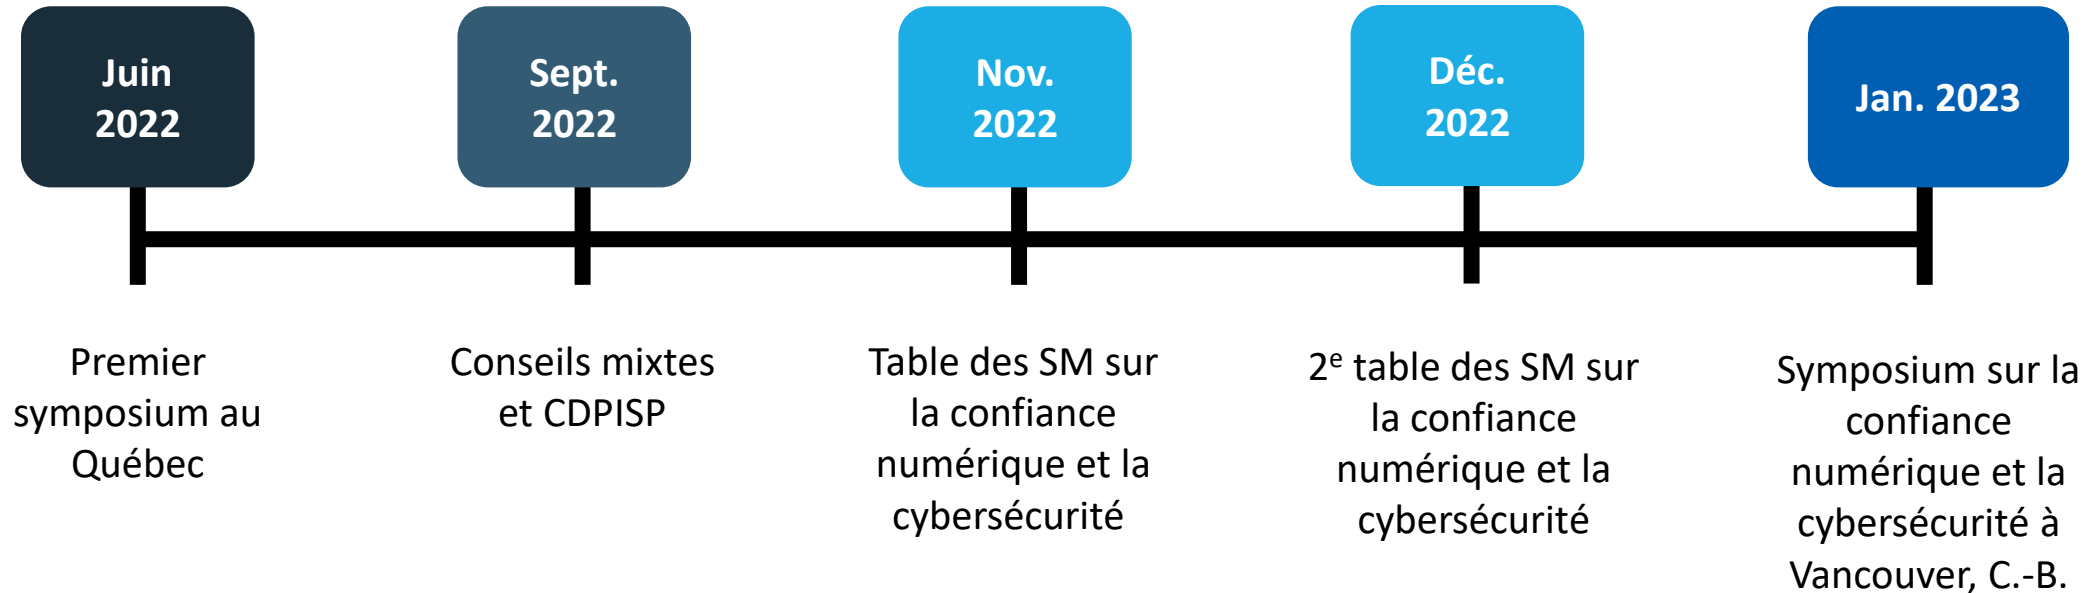 Juin
2022
Sept.
2022
Nov.
2022
Déc.
2022
Jan. 2023
Premier
symposium au
Québec
Conseils mixtes
et CDPISP
Table des SM sur
la confiance
numérique et la
cybersécurité
2e table des SM sur
la confiance
numérique et la
cybersécurité
Symposium sur la
confiance
numérique et la
cybersécurité à
Vancouver, C.-B.